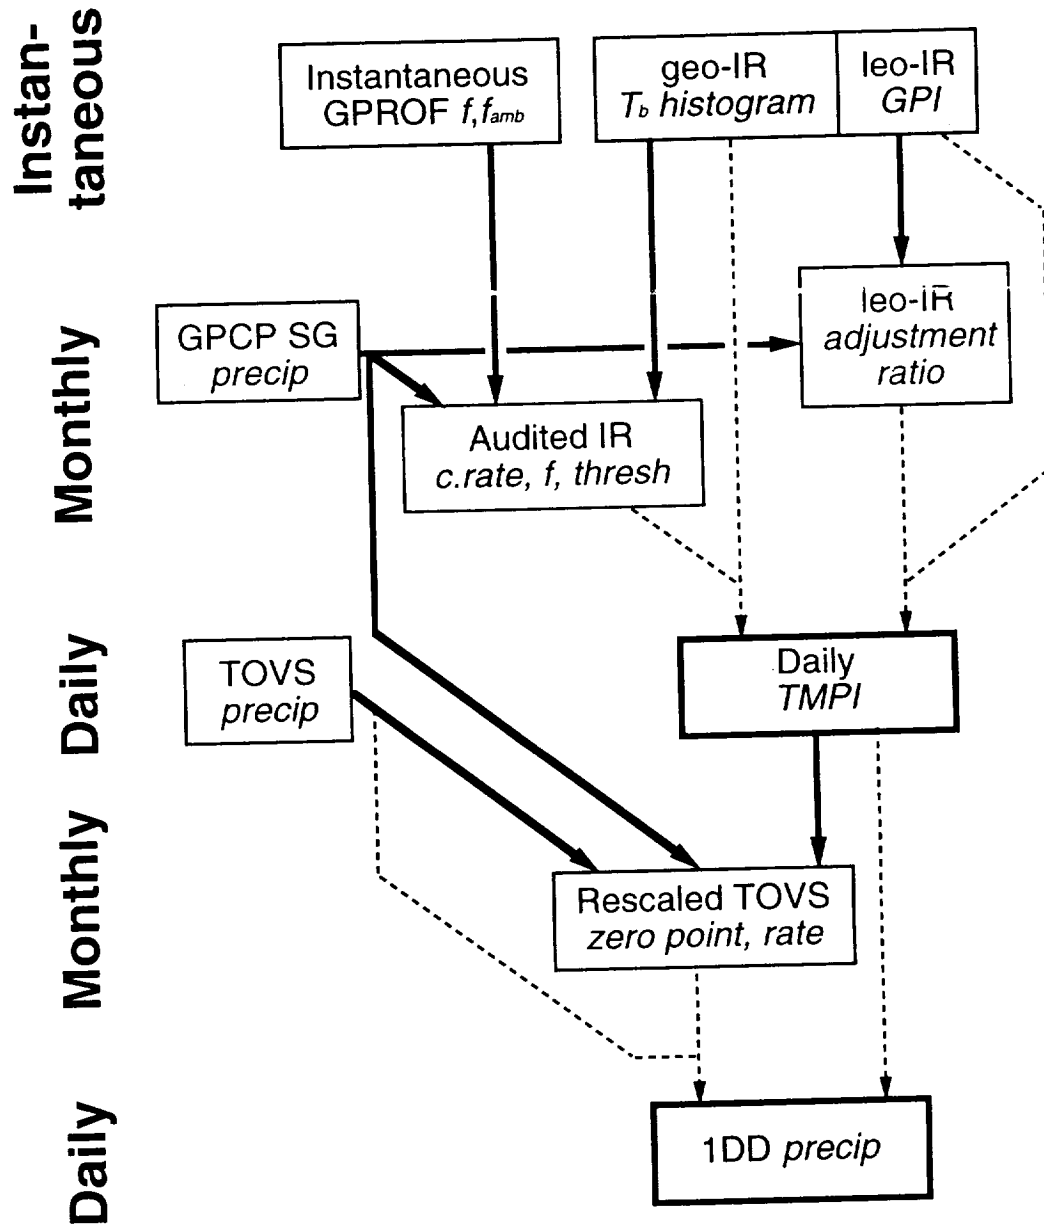 Instan-
taneous
Instantaneous
GPROF f,famb
geo-IR
Tb histogram
leo-IR
GPI
Monthly
GPCP SG
precip
leo-IR
adjustment
ratio
Audited IR
c.rate, f, thresh
Daily
TOVS
precip
Daily
TMPI
Monthly
Rescaled TOVS
zero point, rate
Daily
1DD precip